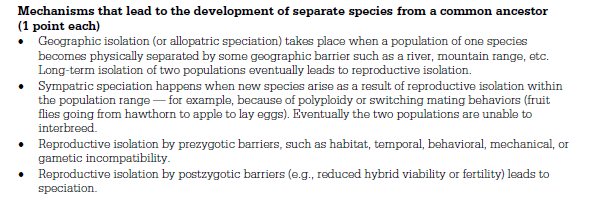 Mechanisms that lead to the development of separate species from a common ancestor
(1 point each)
• Geographic isolation (or allopatric speciation) takes place when a population of one species
becomes physically separated by some geographic barrier such as a river, mountain range, etc.
Long-term isolation of two populations eventually leads to reproductive isolation.
• Sympatric speciation happens when new species arise as a result of reproductive isolation within
the population range — for example, because of polyploidy or switching mating behaviors (fruit
flies going from hawthorn to apple to lay eggs). Eventually the two populations are unable to
interbreed.
• Reproductive isolation by prezygotic barriers, such as habitat, temporal, behavioral, mechanical, or
gametic incompatibility.
• Reproductive isolation by postzygotic barriers (e.g., reduced hybrid viability or fertility) leads to
speciation.